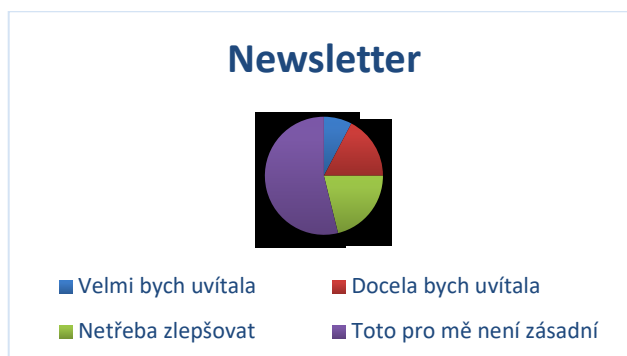 Newsletter
Velmi bych uvítala
Docela bych uvítala
Netřeba zlepšovat
Toto pro mě není zásadní